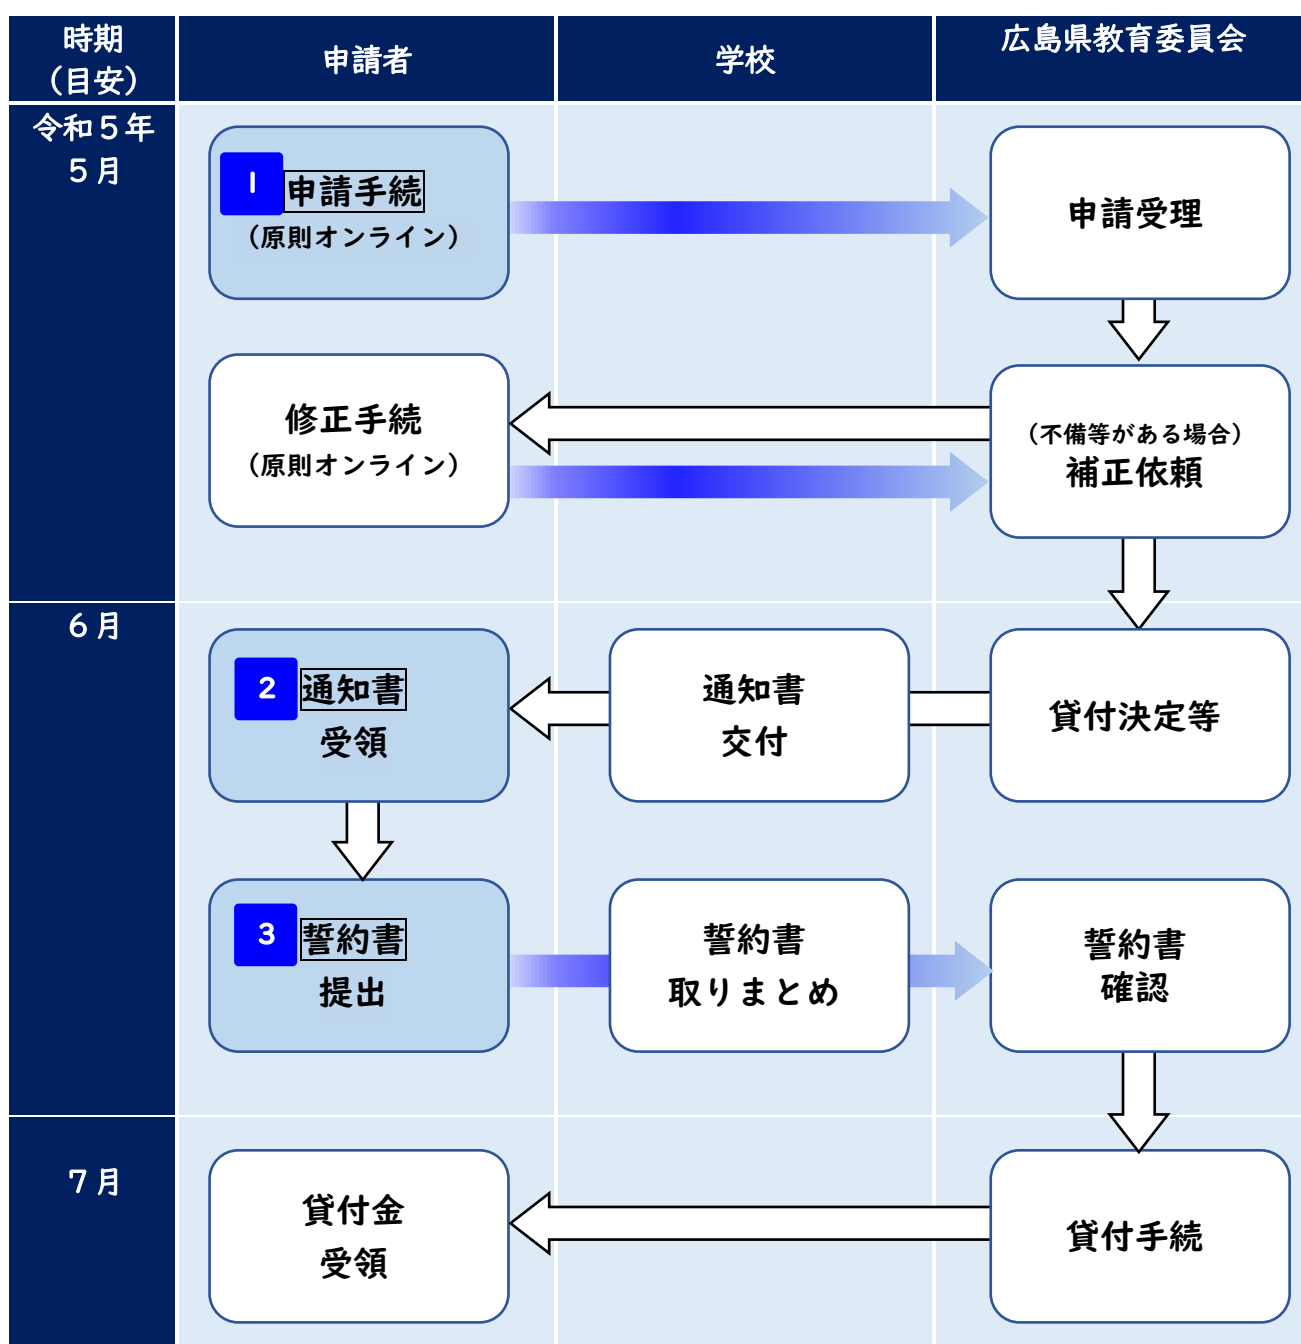 時期
（目安）
申請者
学校
広島県教育委員会
令和５年
５月
1
申請手続
（原則オンライン）
申請受理
修正手続
（原則オンライン）
（不備等がある場合）
補正依頼
６月
2
通知書
受領
通知書
交付
貸付決定等
3
誓約書
提出
誓約書
取りまとめ
誓約書
確認
７月
貸付金
受領
貸付手続